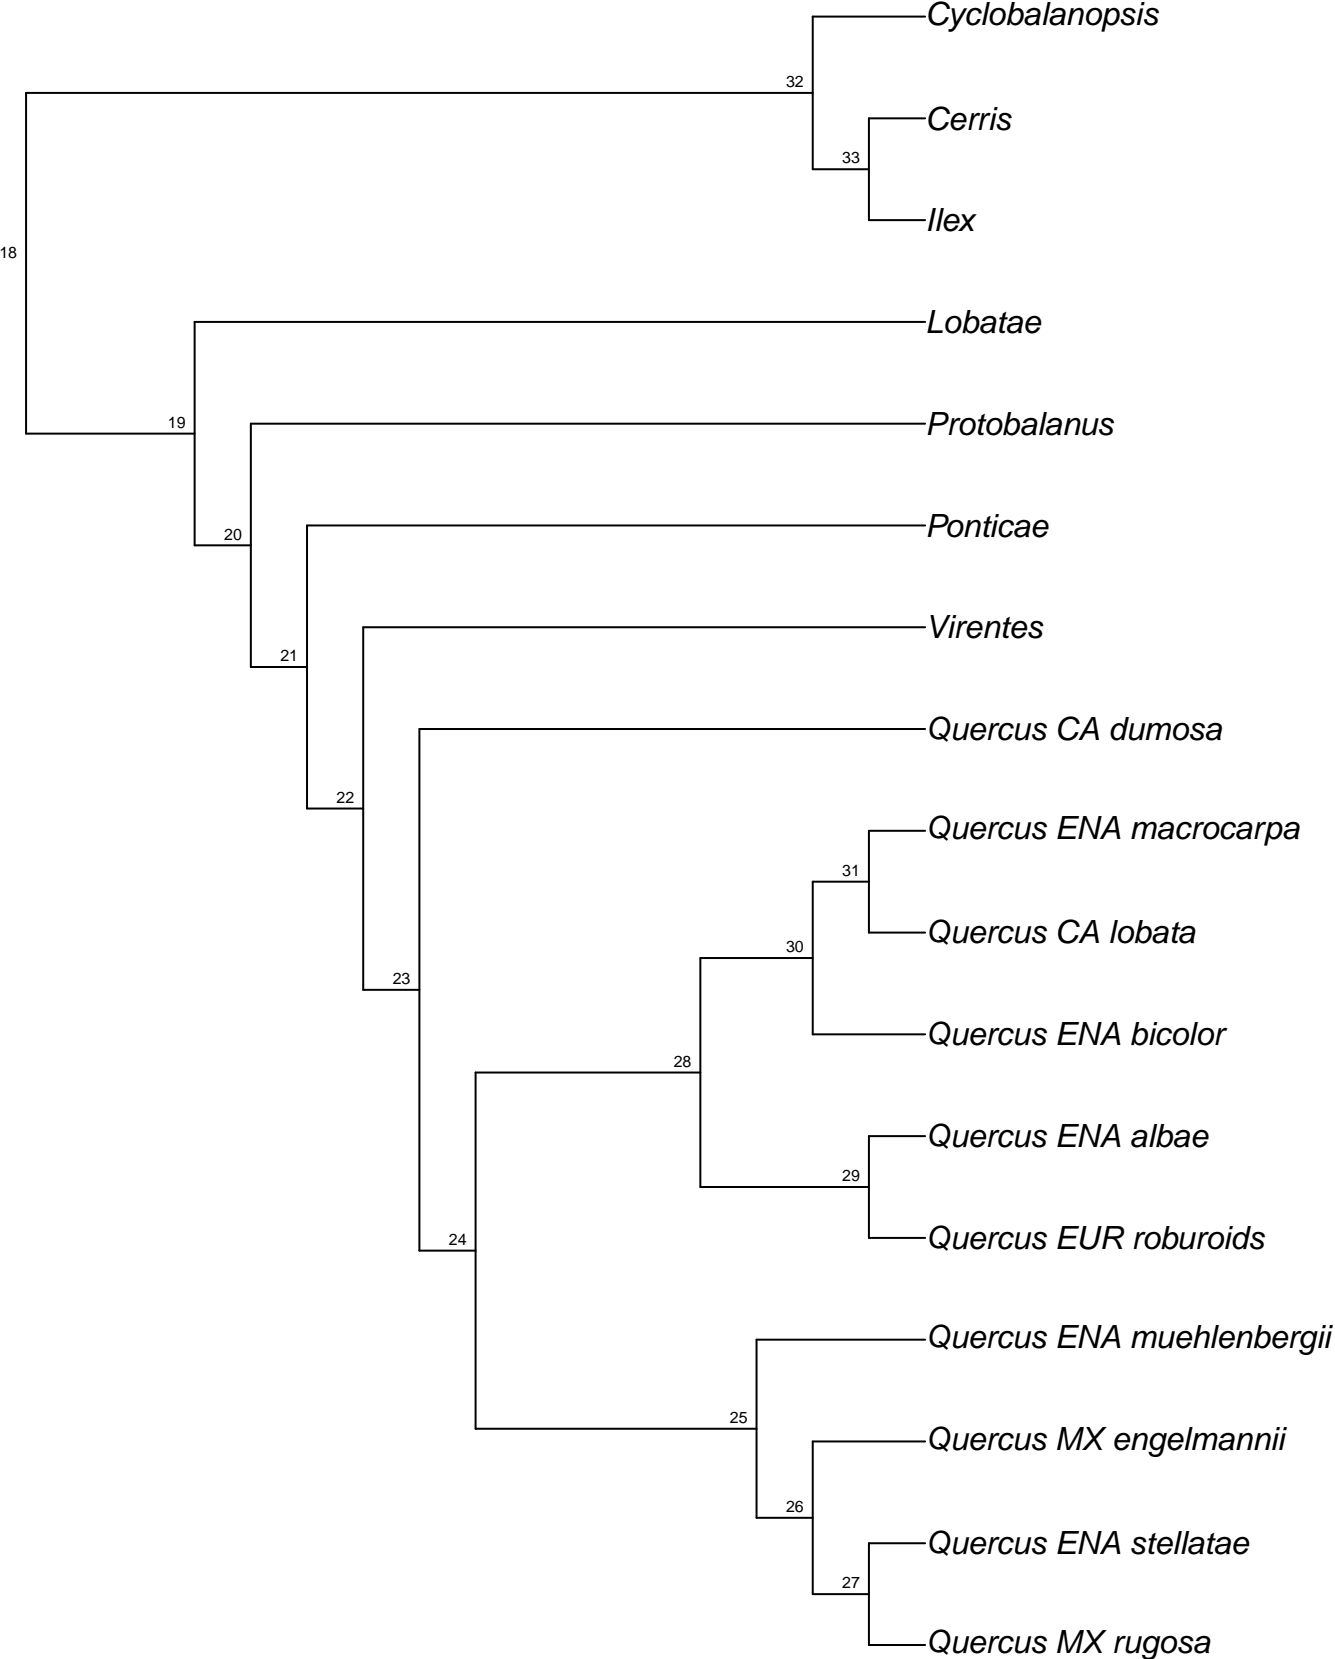 Cyclobalanopsis
32
Cerris
33
Ilex
18
Lobatae
19
Protobalanus
20
Ponticae
21
Virentes
22
Quercus CA dumosa
23
Quercus ENA macrocarpa
31
Quercus CA lobata
30
Quercus ENA bicolor
28
Quercus ENA albae
29
Quercus EUR roburoids
24
Quercus ENA muehlenbergii
25
Quercus MX engelmannii
26
Quercus ENA stellatae
27
Quercus MX rugosa